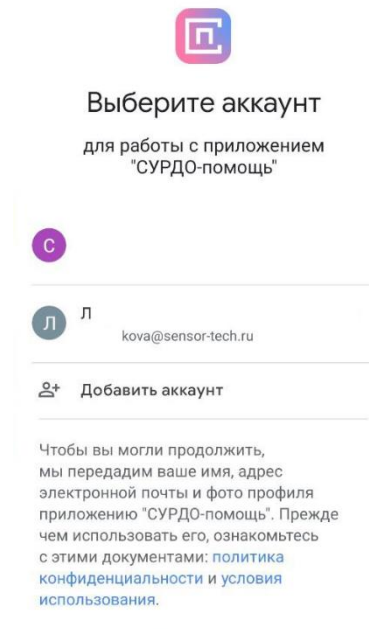 П
Выберите аккаунт
для работы с приложением
"СУРДО-помощь"
С
Л
Л
kova@sensor-tech.ru
Добавить аккаунт
Чтобы вы могли продолжить,
мы передадим ваше имя, адрес
электронной почты и фото профиля
приложению "СУРДО-помощь". Прежде
чем использовать его, ознакомьтесь
с этими документами: политика
конфиденциальности и условия
использования.